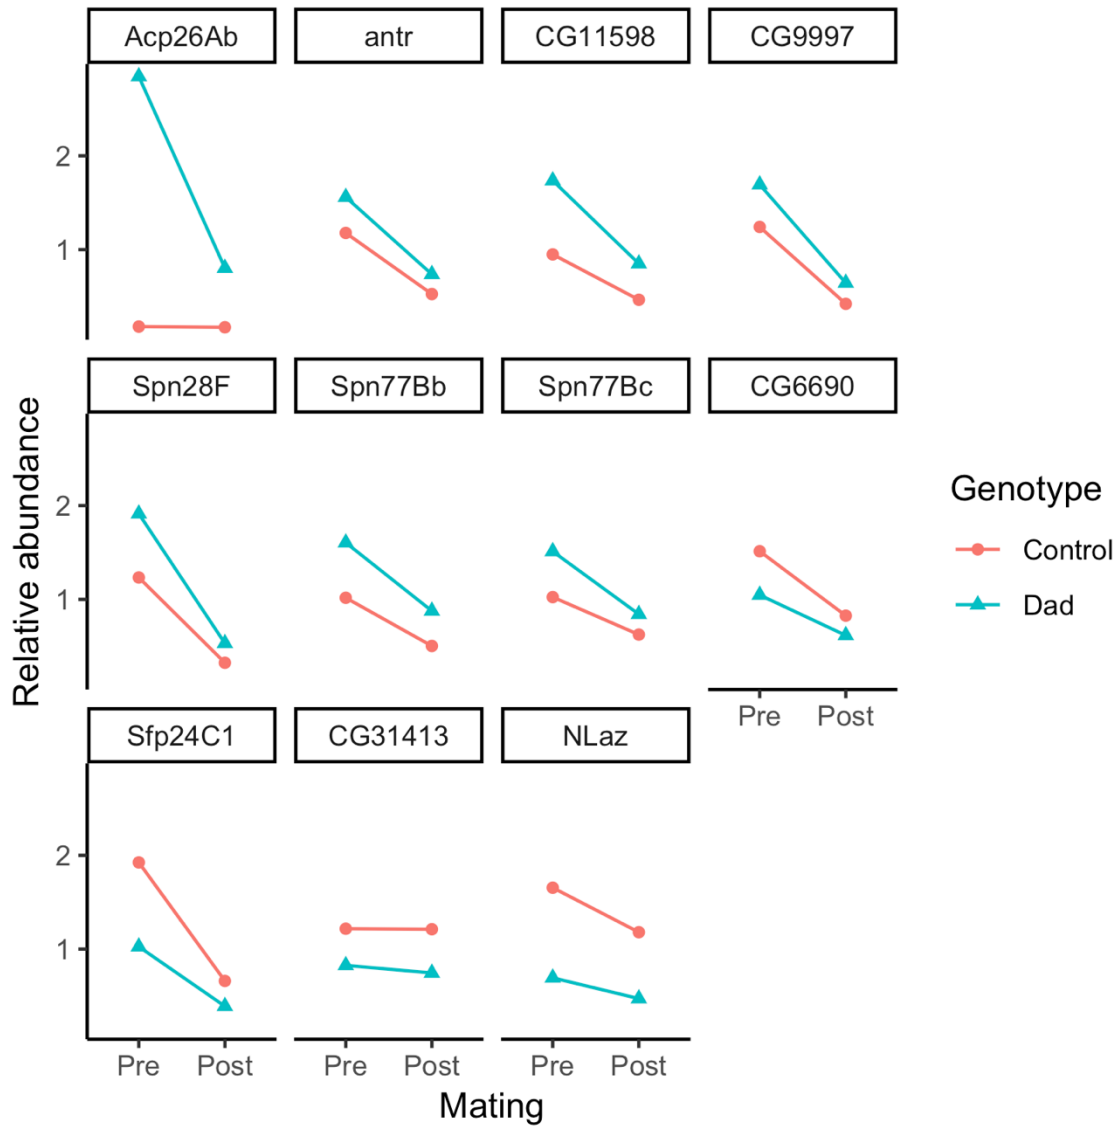 Acp26Ab antr CG11598 CG9997
2
1
Spn28F Spn77Bb Spn77Bc CG6690
2
1
Pre Post
Sfp24C1 CG31413 NLaz
2
1
Pre Post Pre Post Pre Post
Mating
Relative abundance
Genotype
Control
Dad